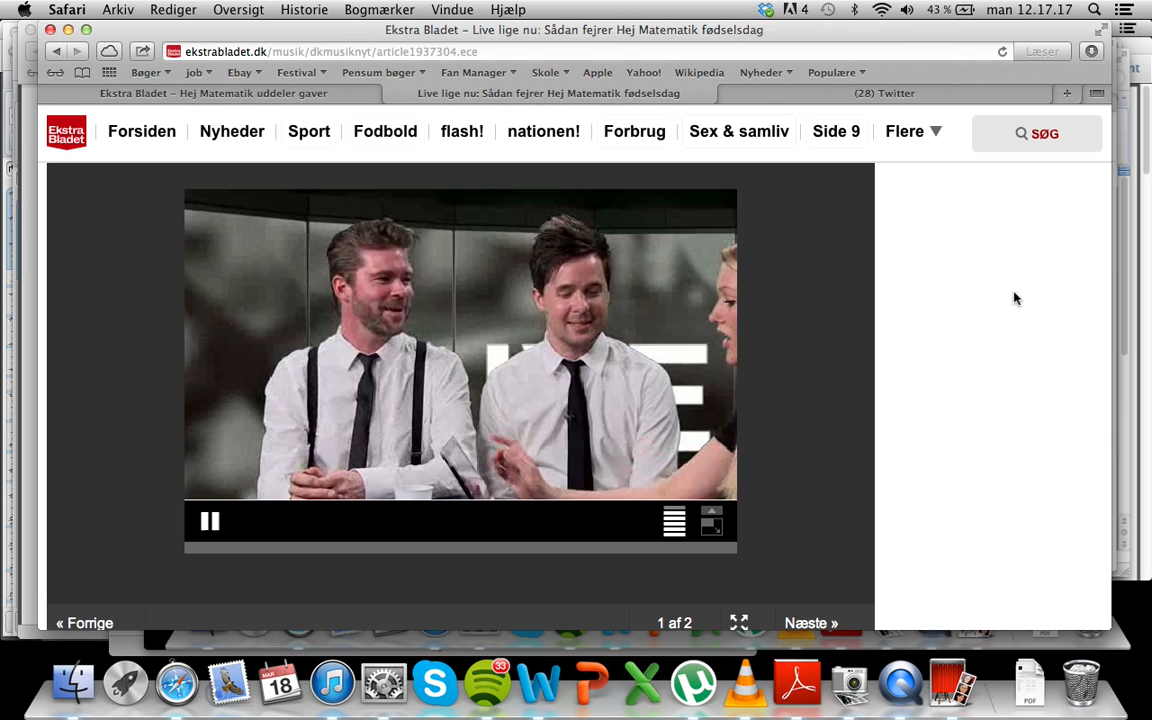 Safari Arkiv Rediger Oversigt Historie Bogmærker Vindue Hjælp 4 43 % man 12.17.17
Ekstra Bladet – Live lige nu: Sådan fejrer Hej Matematik fødselsdag
ekstrabladet.dk/musik/dkmusiknyt/article1937304.ece Læser
Bøger job Ebay Festival Pensum bøger Fan Manager Skole Apple Yahoo! Wikipedia Nyheder Populære
Ekstra Bladet – Hej Matematik uddeler gaver Live lige nu: Sådan fejrer Hej Matematik fødselsdag (28) Twitter
Ekstra Bladet Forsiden Nyheder Sport Fodbold flash! nationen! Forbrug Sex & samliv Side 9 Flere SØG
« Forrige 1 af 2 Næste »
MAR 18 33 PDF